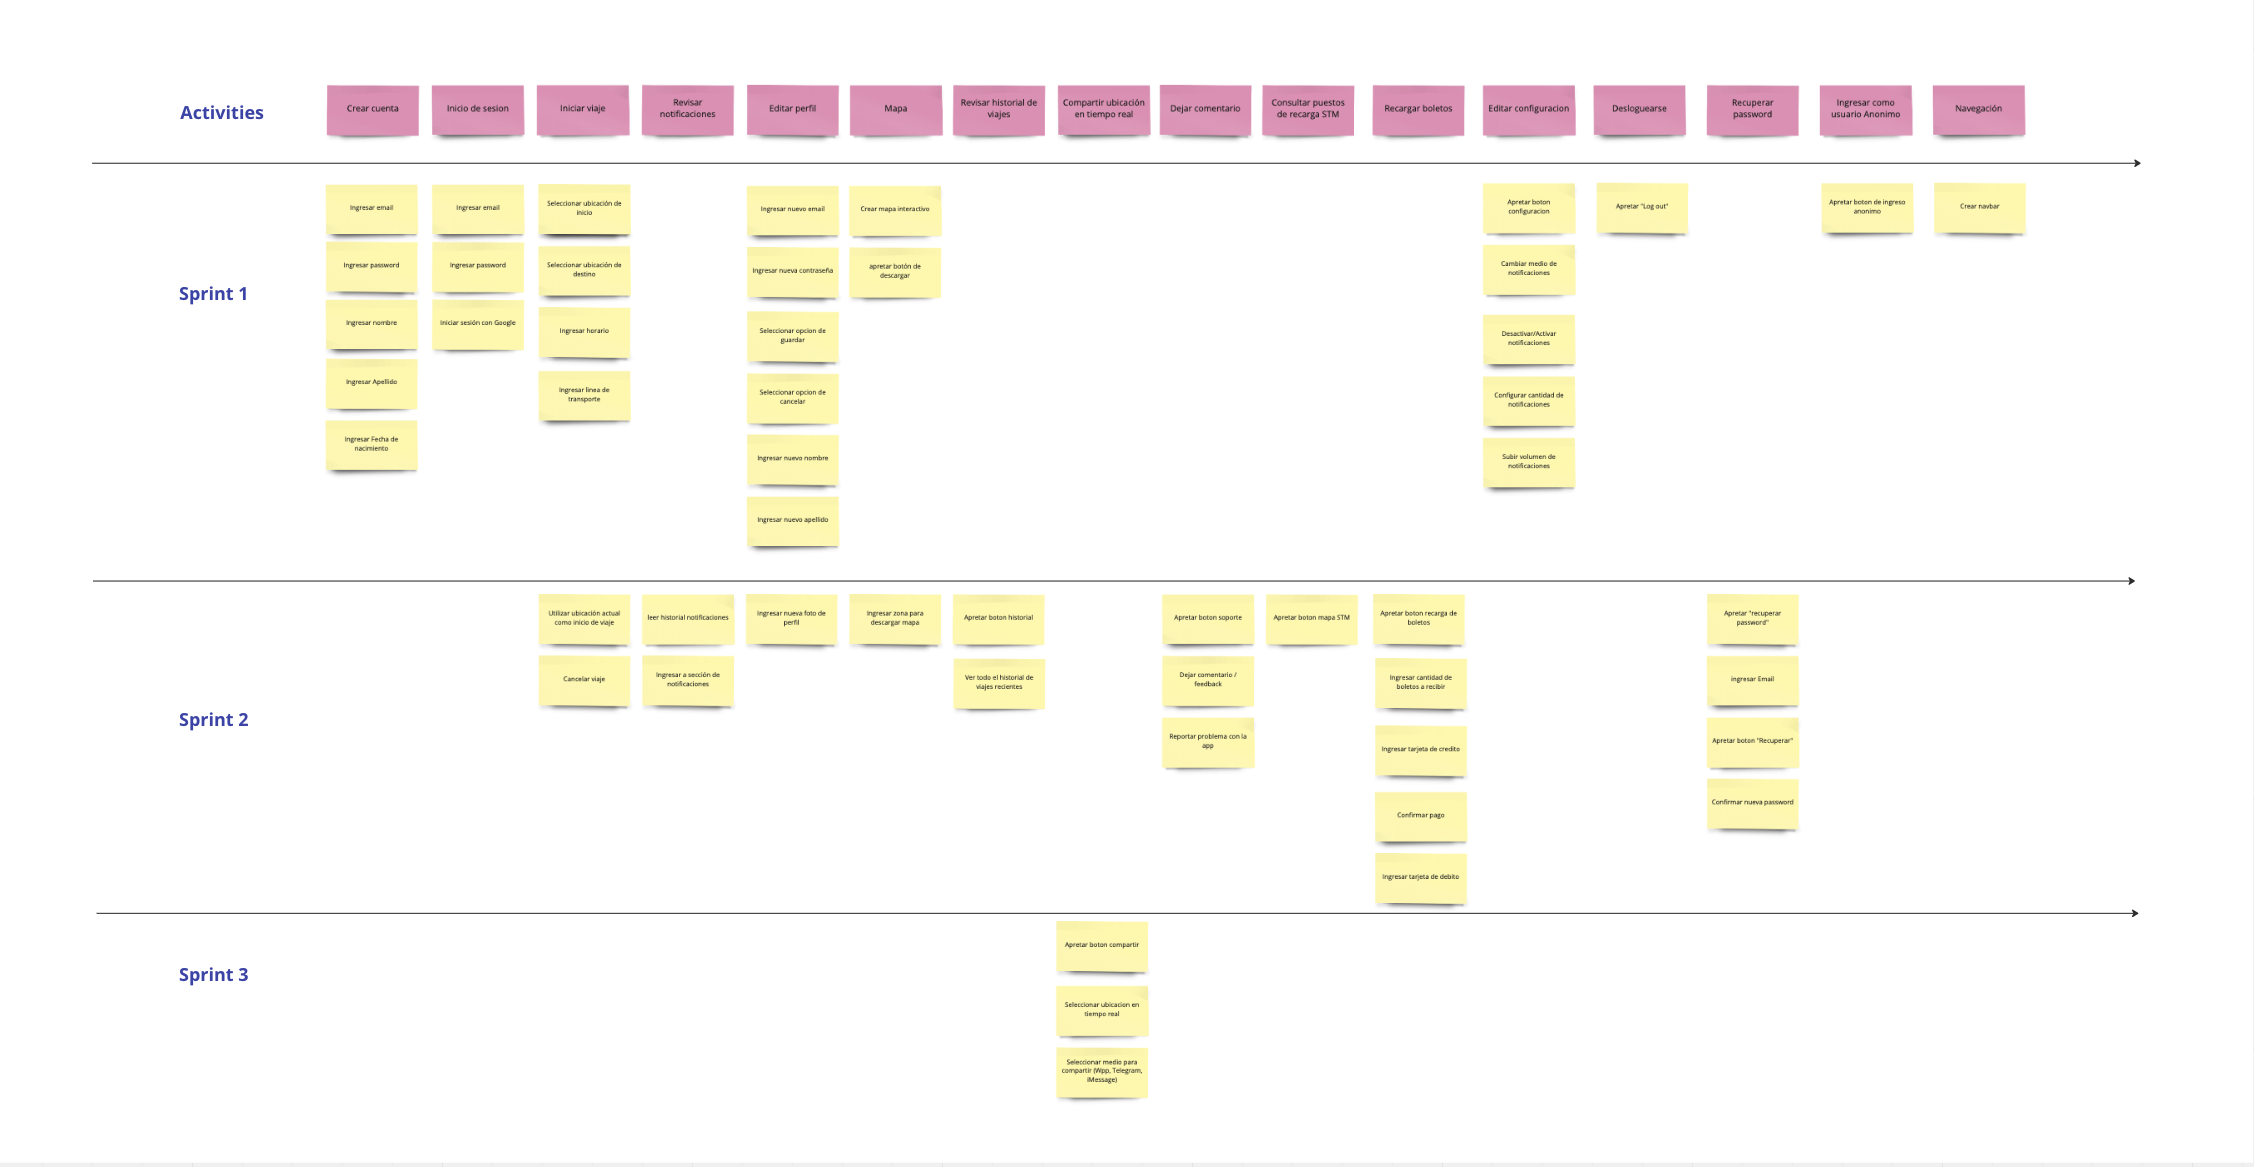 Activities
Crear cuenta
Inicio de sesion
Iniciar viaje
Revisar
notificaciones
Editar perfil
Mapa
Revisar historial de
viajes
Compartir ubicación
en tiempo real
Dejar comentario
Consultar puestos
de recarga STM
Recargar boletos
Editar configuracion
Desloguearse
Recuperar
password
Ingresar como
usuario Anonimo
Navegación
Sprint 1
Ingresar email
Ingresar password
Ingresar nombre
Ingresar Apellido
Ingresar Fecha de
nacimiento
Ingresar email
Ingresar password
Iniciar sesión con Google
Seleccionar ubicación de
inicio
Seleccionar ubicación de
destino
Ingresar horario
Ingresar linea de
transporte
Ingresar nuevo email
Ingresar nueva contraseña
Seleccionar opcion de
guardar
Seleccionar opcion de
cancelar
Ingresar nuevo nombre
Ingresar nuevo apellido
Crear mapa interactivo
apretar botón de
descargar
Apretar boton
configuracion
Cambiar medio de
notificaciones
Desactivar/Activar
notificaciones
Configurar cantidad de
notificaciones
Subir volumen de
notificaciones
Apretar "Log out"
Apretar boton de ingreso
anonimo
Crear navbar
Sprint 2
Utilizar ubicación actual
como inicio de viaje
Cancelar viaje
leer historial notificaciones
Ingresar a sección de
notificaciones
Ingresar nueva foto de
perfil
Ingresar zona para
descargar mapa
Apretar boton historial
Ver todo el historial de
viajes recientes
Apretar boton soporte
Dejar comentario /
feedback
Reportar problema con la
app
Apretar boton mapa STM
Apretar boton recarga de
boletos
Ingresar cantidad de
boletos a recibir
Ingresar tarjeta de credito
Confirmar pago
Ingresar tarjeta de debito
Apretar "recuperar
password"
ingresar Email
Apretar boton "Recuperar"
Confirmar nueva password
Sprint 3
Apretar boton compartir
Seleccionar ubicacion en
tiempo real
Seleccionar medio para
compartir (Wpp, Telegram,
iMessage)